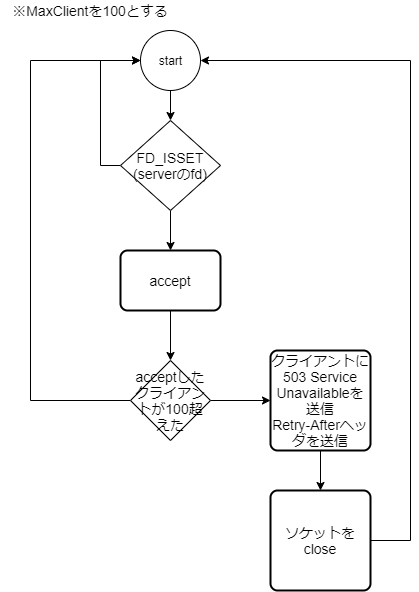 ※MaxClientを100とする
start
FD_ISSET
(serverのfd)
accept
acceptした
クライアン
トが100超
えた
クライアントに
503 Service
Unavailableを
送信
Retry-Afterヘッ
ダを送信
ソケットを
close